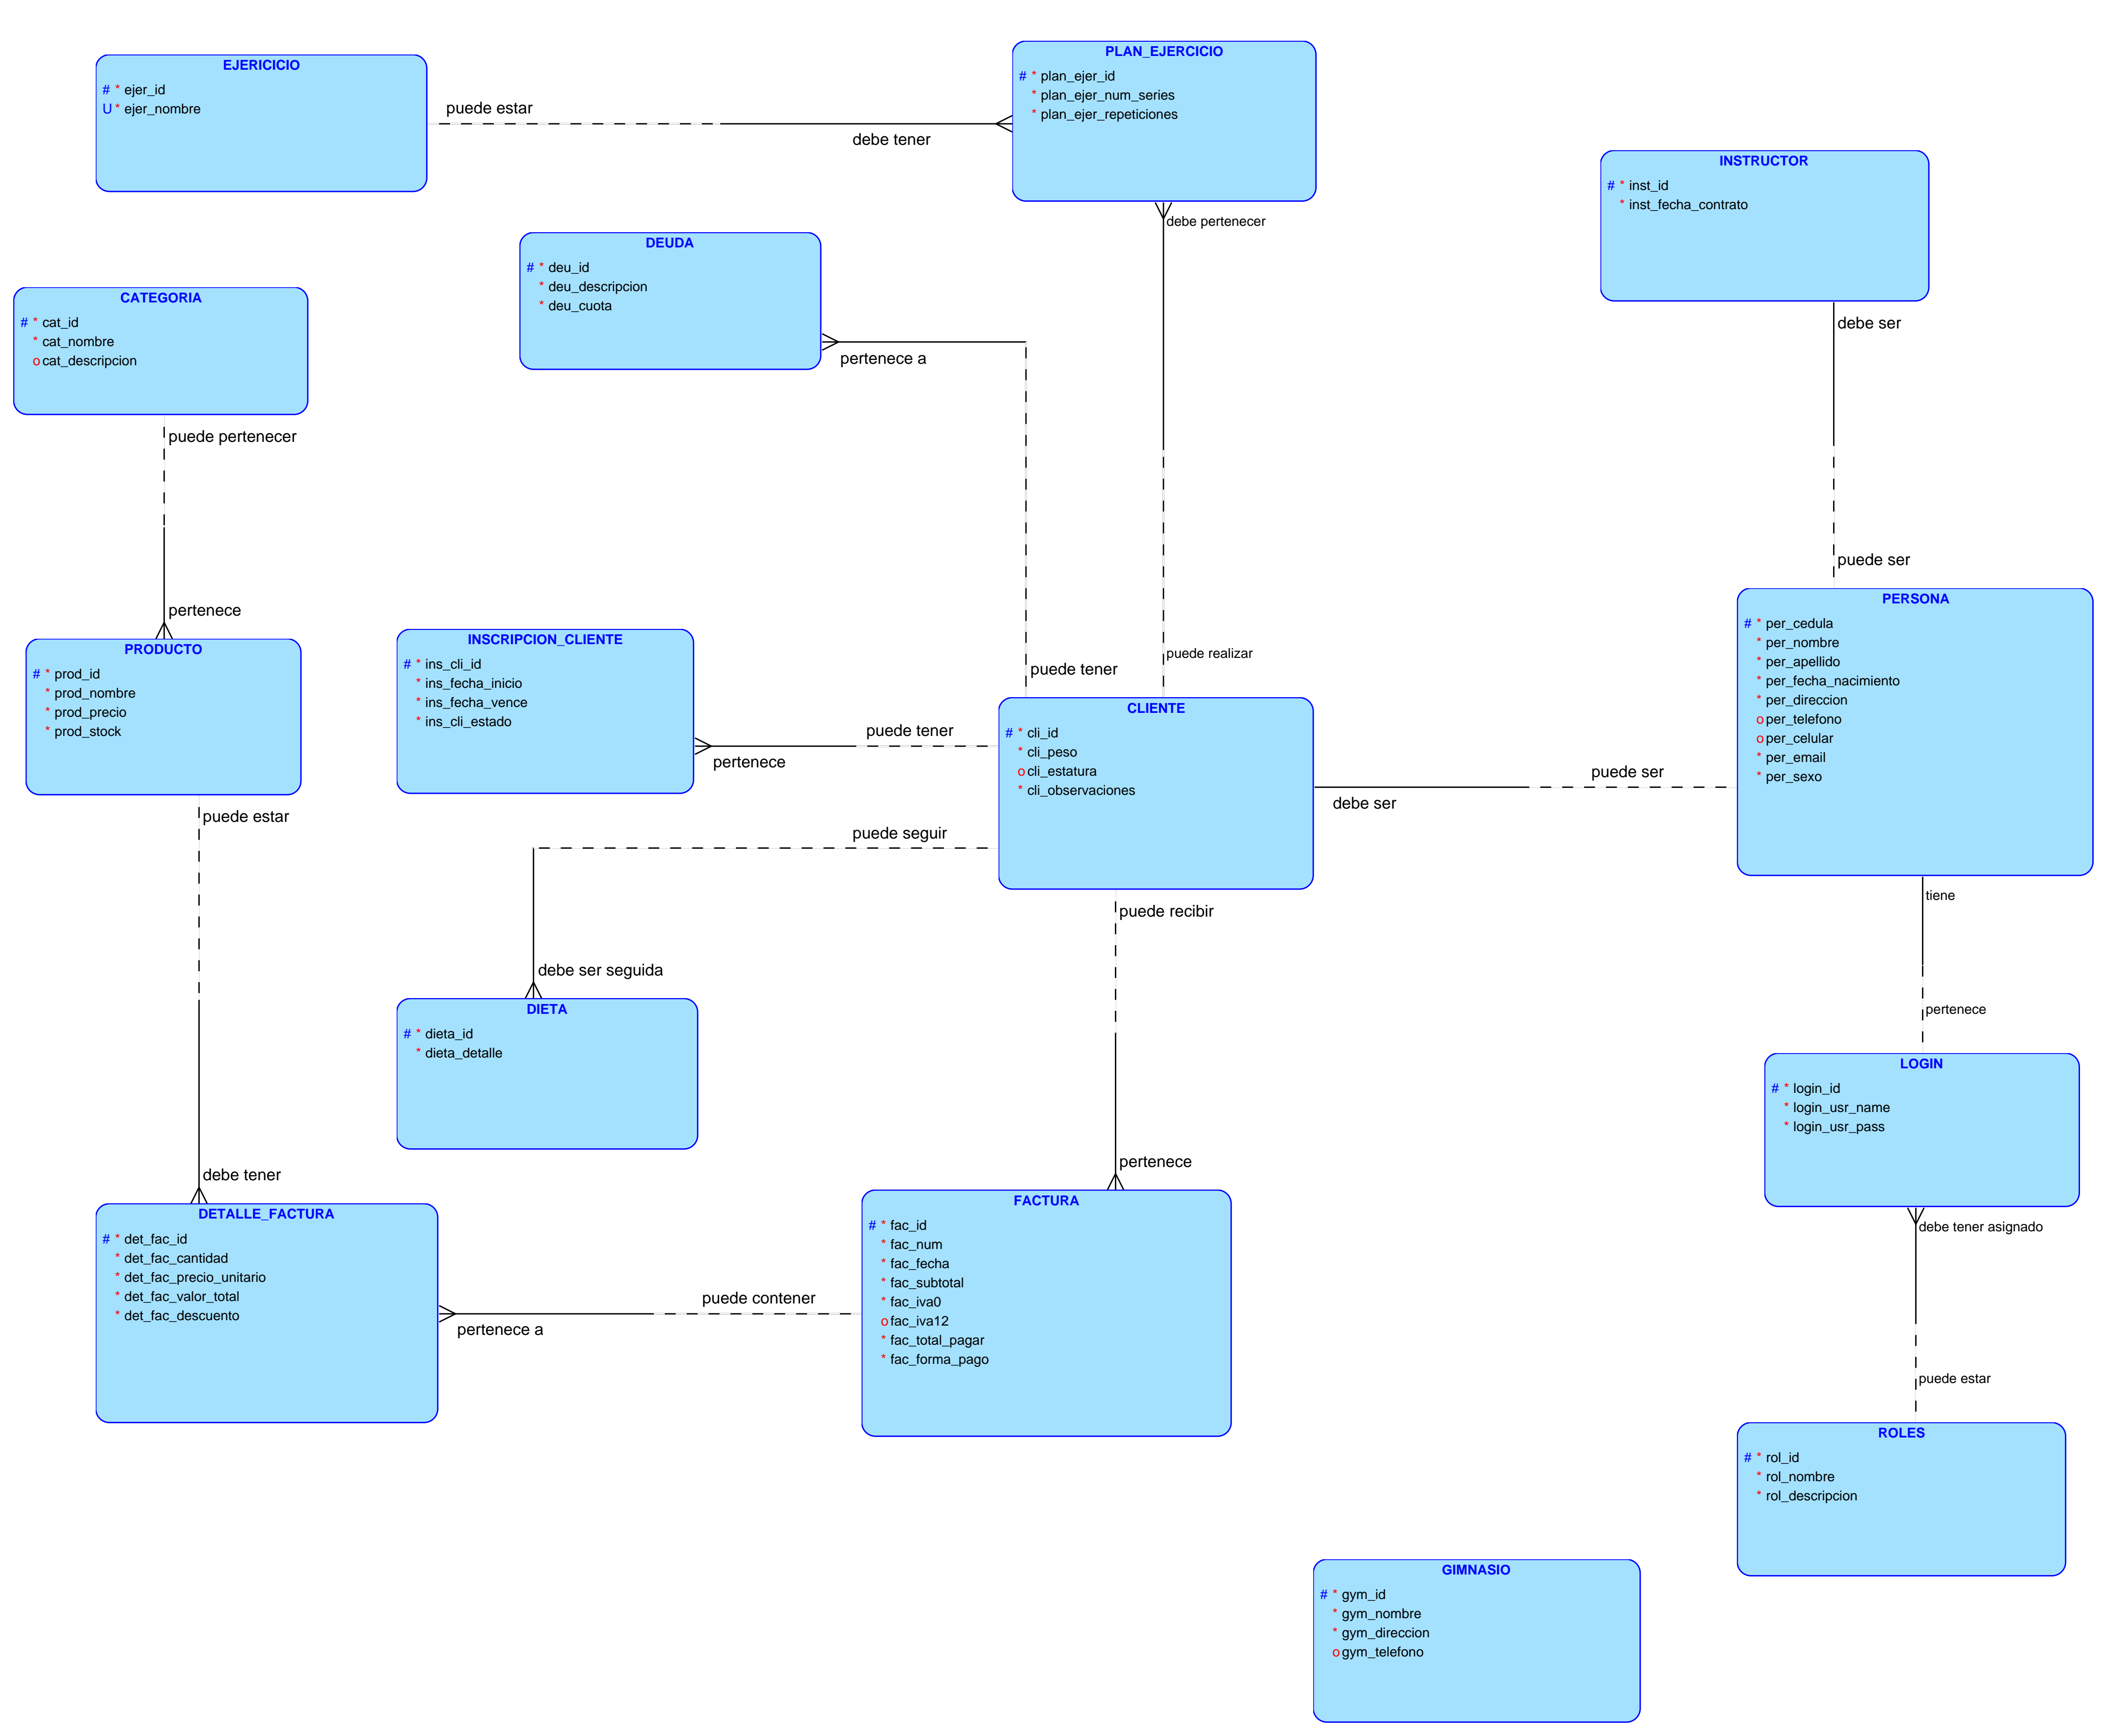 EJERICICIO
# * ejer_id
U * ejer_nombre
puede estar
debe tener
PLAN_EJERCICIO
# * plan_ejer_id
* plan_ejer_num_series
* plan_ejer_repeticiones
debe pertenecer
INSTRUCTOR
# * inst_id
* inst_fecha_contrato
debe ser
puede ser
DEUDA
# * deu_id
* deu_descripcion
* deu_cuota
pertenece a
puede tener
puede realizar
CATEGORIA
# * cat_id
* cat_nombre
o cat_descripcion
puede pertenecer
pertenece
PRODUCTO
# * prod_id
* prod_nombre
* prod_precio
* prod_stock
puede estar
debe tener
INSCRIPCION_CLIENTE
# * ins_cli_id
* ins_fecha_inicio
* ins_fecha_vence
* ins_cli_estado
puede tener
pertenece
CLIENTE
# * cli_id
* cli_peso
o cli_estatura
* cli_observaciones
puede ser
debe ser
PERSONA
# * per_cedula
* per_nombre
* per_apellido
* per_fecha_nacimiento
* per_direccion
o per_telefono
o per_celular
* per_email
* per_sexo
tiene
pertenece
puede seguir
debe ser seguida
DIETA
# * dieta_id
* dieta_detalle
puede recibir
pertenece
LOGIN
# * login_id
* login_usr_name
* login_usr_pass
debe tener asignado
puede estar
DETALLE_FACTURA
# * det_fac_id
* det_fac_cantidad
* det_fac_precio_unitario
* det_fac_valor_total
* det_fac_descuento
puede contener
pertenece a
FACTURA
# * fac_id
* fac_num
* fac_fecha
* fac_subtotal
* fac_iva0
o fac_iva12
* fac_total_pagar
* fac_forma_pago
ROLES
# * rol_id
* rol_nombre
* rol_descripcion
GIMNASIO
# * gym_id
* gym_nombre
* gym_direccion
o gym_telefono